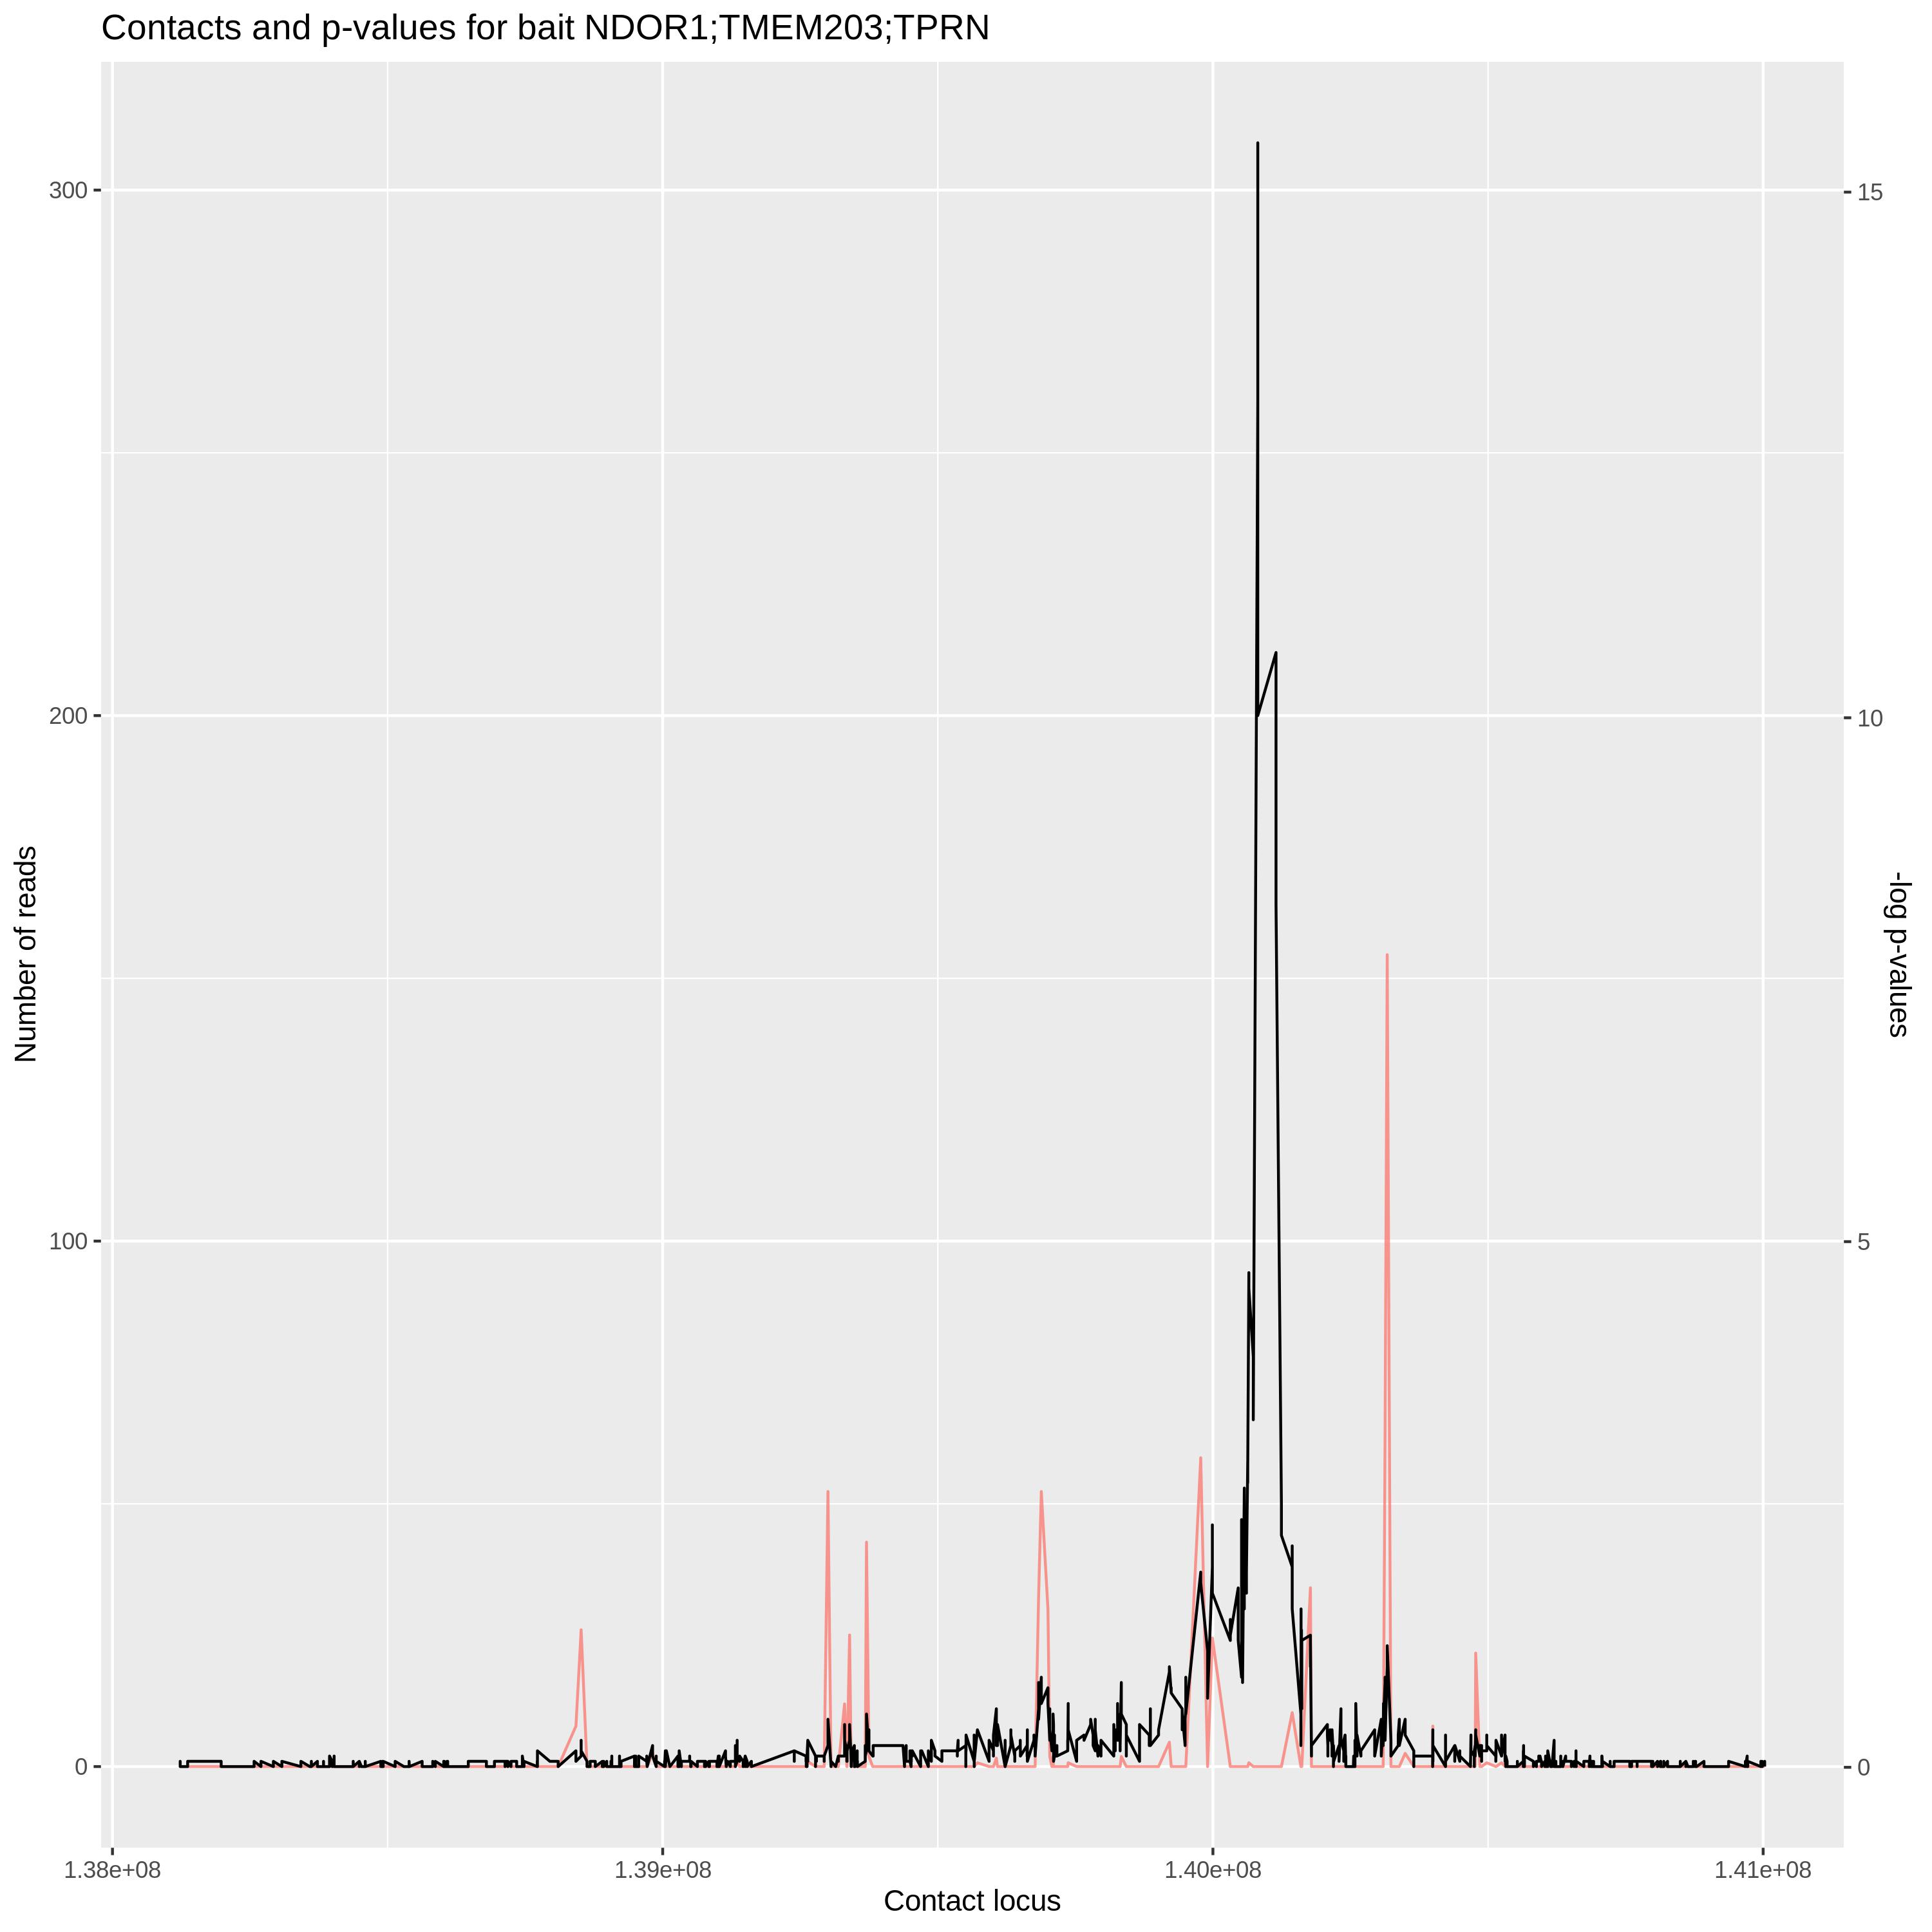 Contacts and p-values for bait NDOR1;TMEM203;TPRN
300
200
100
0
Number of reads
15
10
5
0
-log p-values
1.38e+08
1.39e+08
1.40e+08
1.41e+08
Contact locus